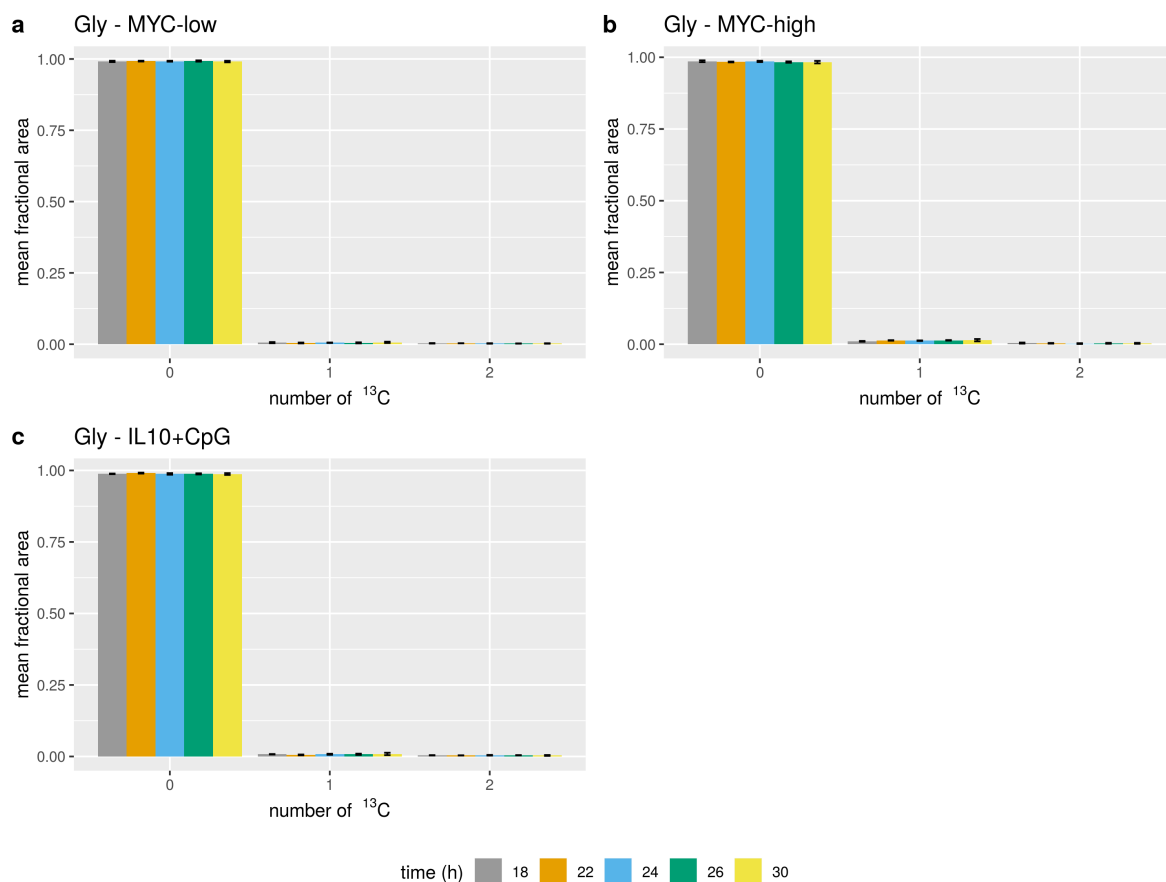 a Gly - MYC-low
mean fractional area
1.00
0.75
0.50
0.25
0.00
0 1 2
number of ¹³C
b Gly - MYC-high
mean fractional area
1.00
0.75
0.50
0.25
0.00
0 1 2
number of ¹³C
c Gly - IL10+CpG
mean fractional area
1.00
0.75
0.50
0.25
0.00
0 1 2
number of ¹³C
time (h) 18 22 24 26 30